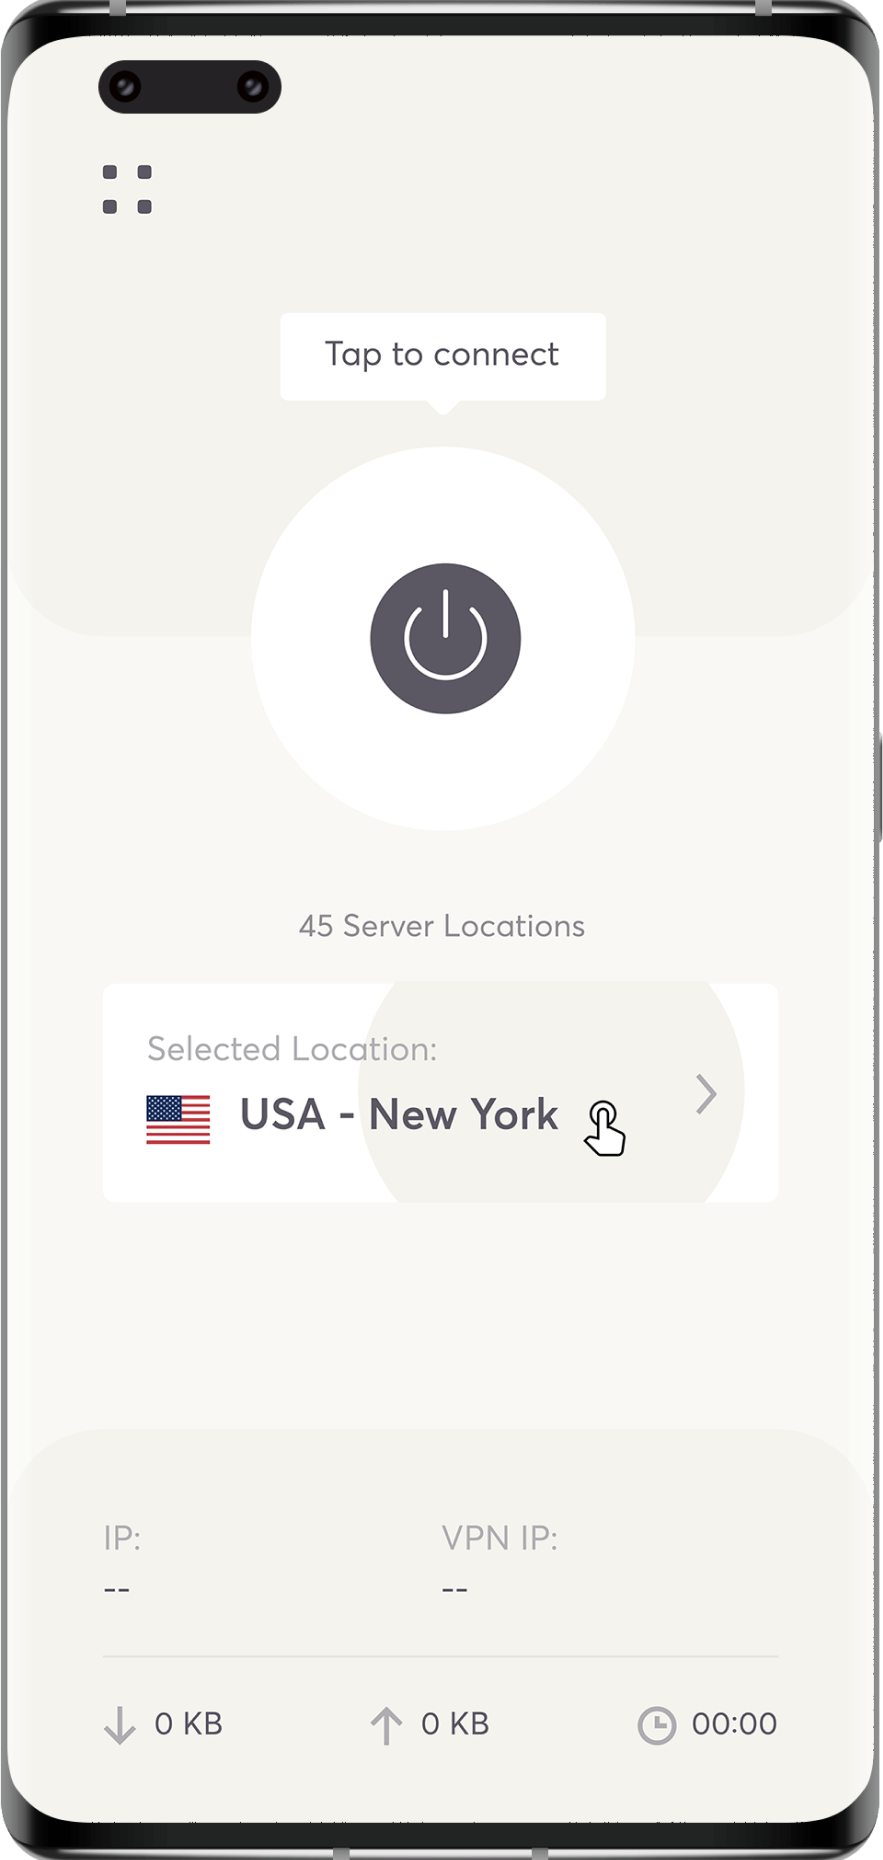 Tap to connect
45 Server Locations
Selected Location:
USA - New York
IP:
VPN IP:
--
--
0 KB
0 KB
00:00